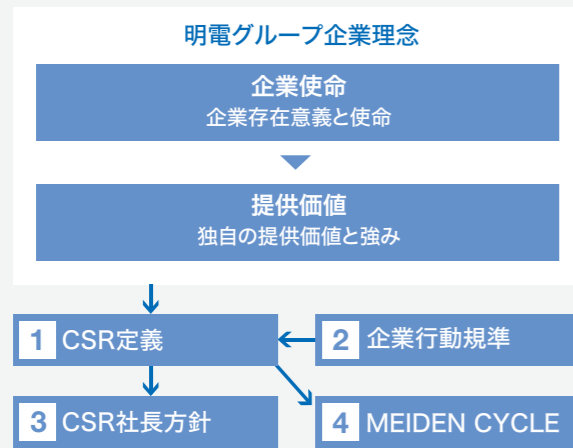 明電グループ企業理念
企業使命
企業存在意義と使命
提供価値
独自の提供価値と強み
1 CSR定義
2 企業行動規準
3 CSR社長方針
4 MEIDEN CYCLE